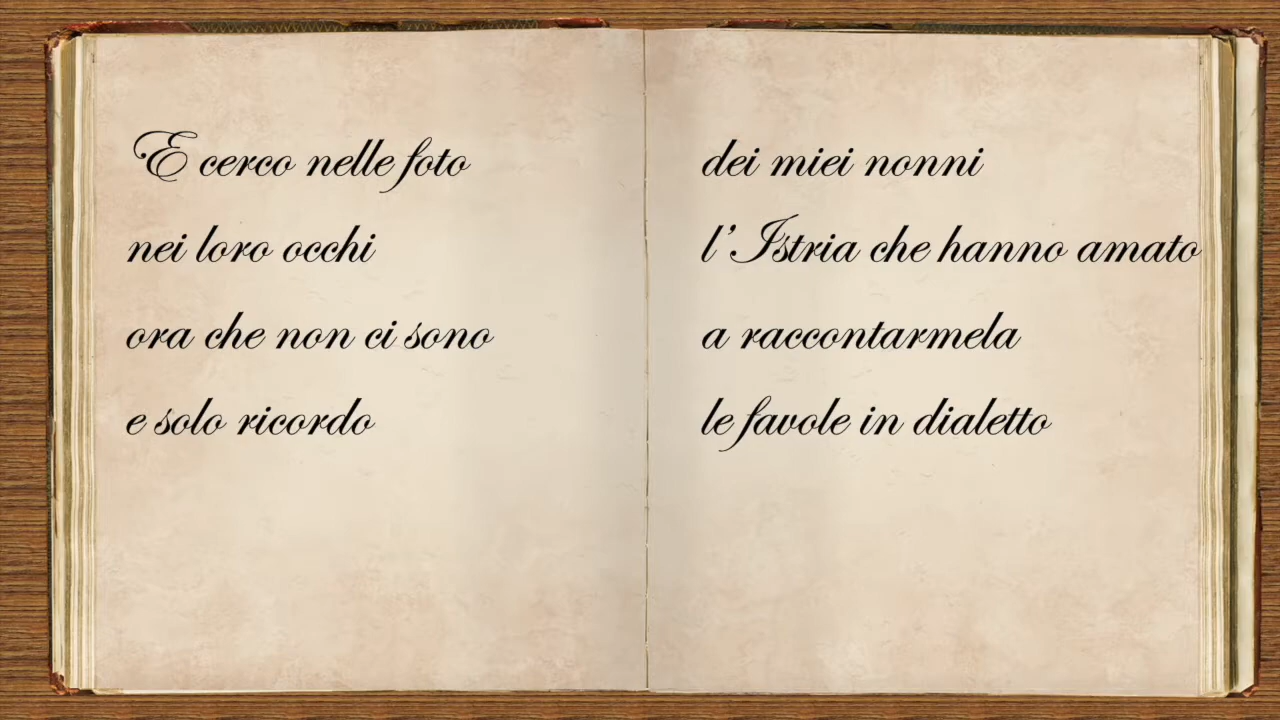 E cerco nelle foto
dei miei nonni
nei loro occhi
l'Istria che hanno amato
ora che non ci sono
a raccontarmela
e solo ricordo
le favole in dialetto